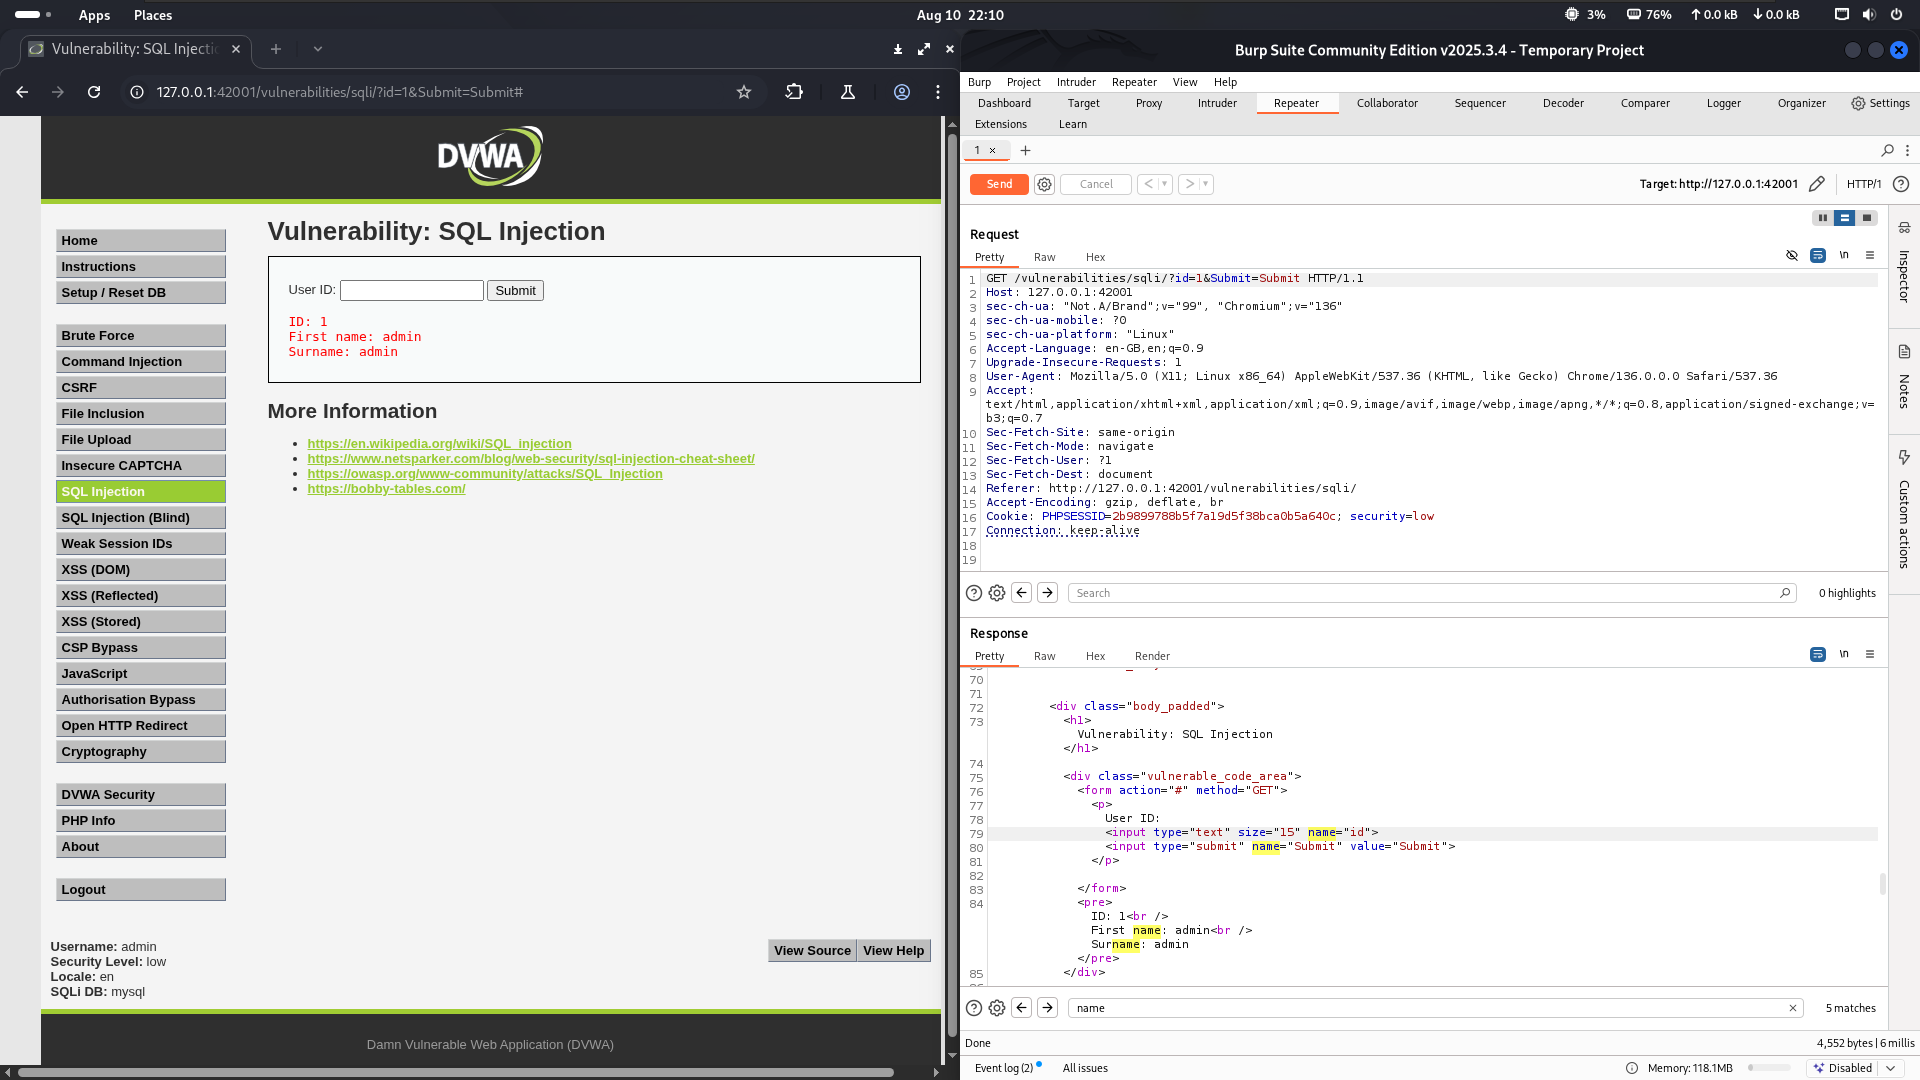 Apps Places
Aug 10 22:10
3% 76% 0.0 kB 0.0 kB
Vulnerability: SQL Injectio
127.0.0.1:42001/vulnerabilities/sqli/?id=1&Submit=Submit#
DVWA
Home
Instructions
Setup / Reset DB
Brute Force
Command Injection
CSRF
File Inclusion
File Upload
Insecure CAPTCHA
SQL Injection
SQL Injection (Blind)
Weak Session IDs
XSS (DOM)
XSS (Reflected)
XSS (Stored)
CSP Bypass
JavaScript
Authorisation Bypass
Open HTTP Redirect
Cryptography
DVWA Security
PHP Info
About
Logout
Vulnerability: SQL Injection
User ID: Submit
ID: 1
First name: admin
Surname: admin
More Information
https://en.wikipedia.org/wiki/SQL_injection
https://www.netsparker.com/blog/web-security/sql-injection-cheat-sheet/
https://owasp.org/www-community/attacks/SQL_Injection
https://bobby-tables.com/
Username: admin
Security Level: low
Locale: en
SQLi DB: mysql
View Source View Help
Damn Vulnerable Web Application (DVWA)
Burp Suite Community Edition v2025.3.4 - Temporary Project
Burp Project Intruder Repeater View Help
Dashboard Target Proxy Intruder Repeater Collaborator Sequencer Decoder Comparer Logger Organizer Settings
Extensions Learn
1 × +
Send Cancel < >
Target: http://127.0.0.1:42001 HTTP/1
Request
Pretty Raw Hex
\n
1 GET /vulnerabilities/sqli/?id=1&Submit=Submit HTTP/1.1
2 Host: 127.0.0.1:42001
3 sec-ch-ua: "Not.A/Brand";v="99", "Chromium";v="136"
4 sec-ch-ua-mobile: ?0
5 sec-ch-ua-platform: "Linux"
6 Accept-Language: en-GB,en;q=0.9
7 Upgrade-Insecure-Requests: 1
8 User-Agent: Mozilla/5.0 (X11; Linux x86_64) AppleWebKit/537.36 (KHTML, like Gecko) Chrome/136.0.0.0 Safari/537.36
9 Accept:
text/html,application/xhtml+xml,application/xml;q=0.9,image/avif,image/webp,image/apng,*/*;q=0.8,application/signed-exchange;v=
b3;q=0.7
10 Sec-Fetch-Site: same-origin
11 Sec-Fetch-Mode: navigate
12 Sec-Fetch-User: ?1
13 Sec-Fetch-Dest: document
14 Referer: http://127.0.0.1:42001/vulnerabilities/sqli/
15 Accept-Encoding: gzip, deflate, br
16 Cookie: PHPSESSID=2b9899788b5f7a19d5f38bca0b5a640c; security=low
17 Connection: keep-alive
18
19
Search
0 highlights
Response
Pretty Raw Hex Render
\n
70
71
72 <div class="body_padded">
73 <h1>
Vulnerability: SQL Injection
</h1>
74
75 <div class="vulnerable_code_area">
76 <form action="#" method="GET">
77 <p>
78 User ID:
79 <input type="text" size="15" name="id">
80 <input type="submit" name="Submit" value="Submit">
81 </p>
82
83 </form>
84 <pre>
ID: 1<br />
First name: admin<br />
Surname: admin
</pre>
85 </div>
name
5 matches
Done
4,552 bytes | 6 millis
Event log (2) All issues
Memory: 118.1MB
Disabled
Inspector
Notes
Custom actions